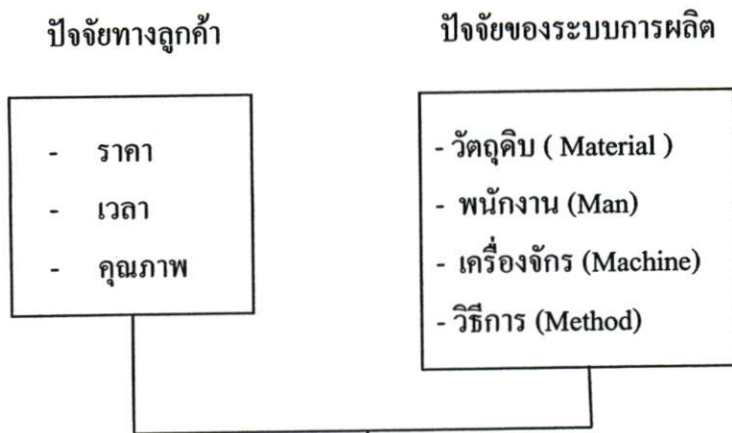 ปัจจัยทางลูกค้า
ปัจจัยของระบบการผลิต
- ราคา
- เวลา
- คุณภาพ
- วัตถุดิบ ( Material )
- พนักงาน (Man)
- เครื่องจักร (Machine)
- วิธีการ (Method)